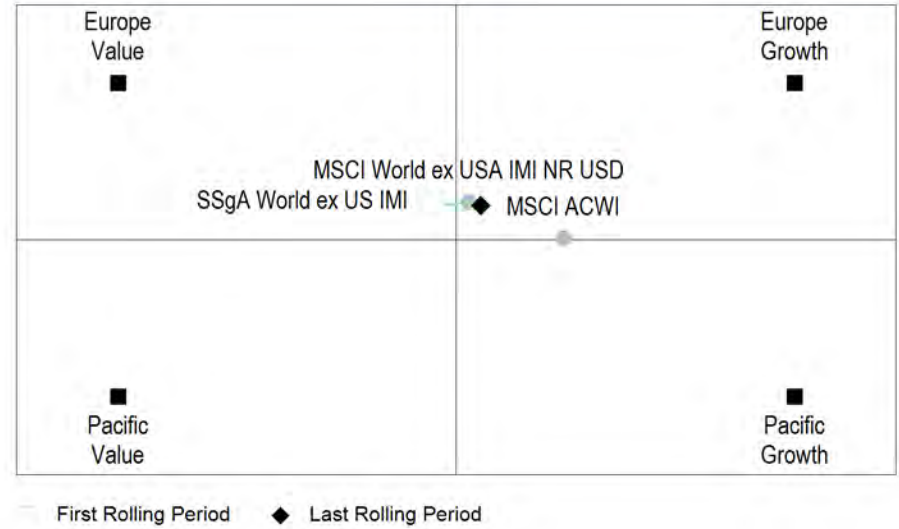 Europe
Value
Europe
Growth
MSCI World ex USA IMI NR USD
SSgA World ex US IMI
MSCI ACWI
Pacific
Value
Pacific
Growth
First Rolling Period
Last Rolling Period